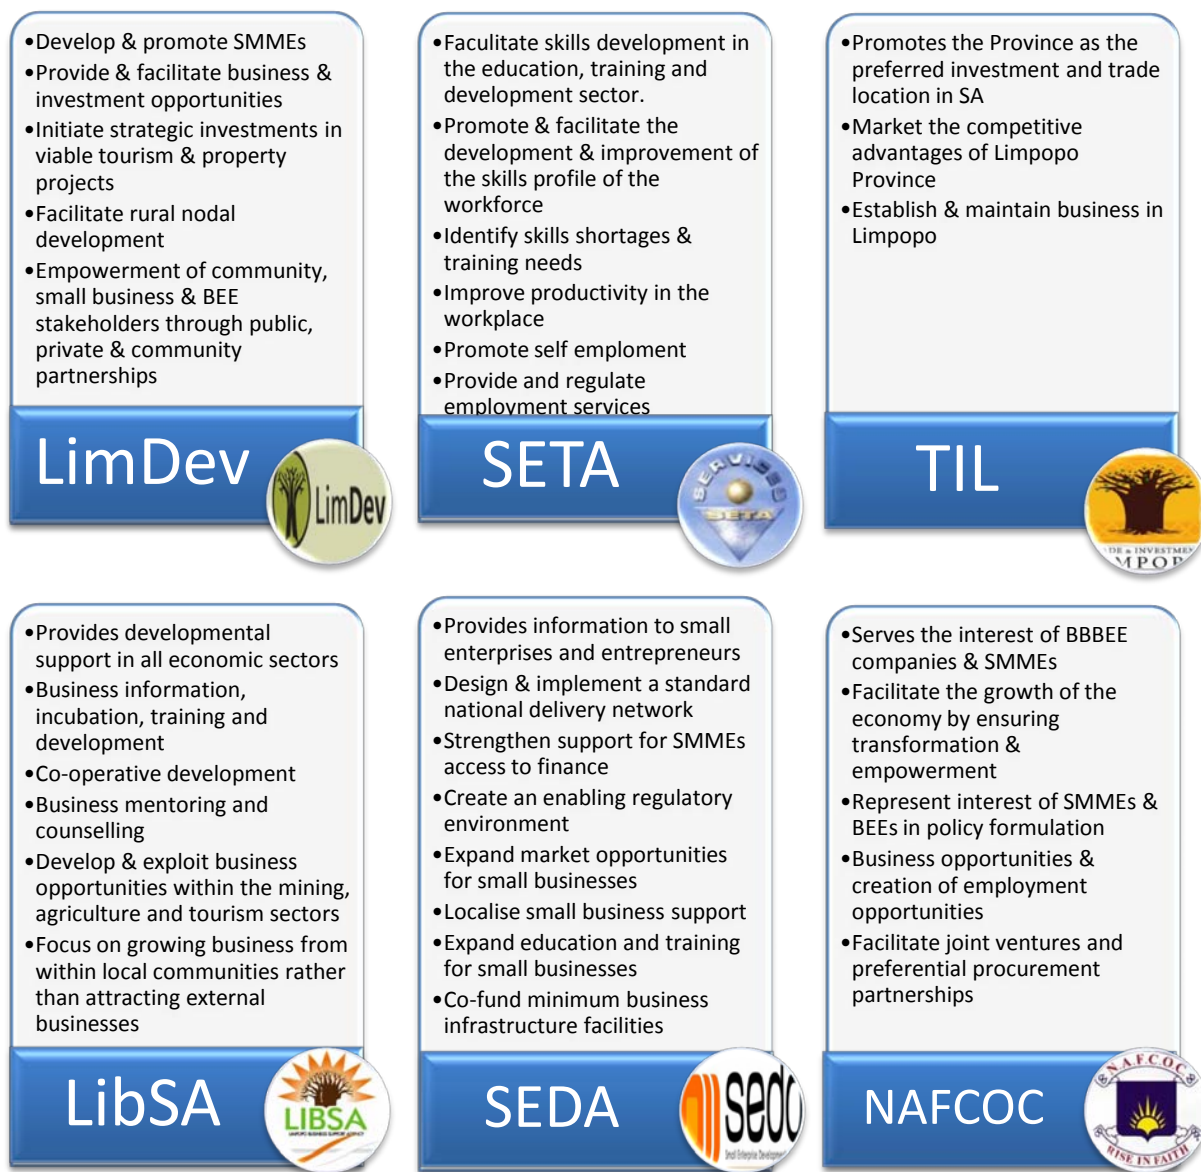 •Develop & promote SMMEs
•Provide & facilitate business &
investment opportunities
•Initiate strategic investments in
viable tourism & property
projects
•Facilitate rural nodal
development
•Empowerment of community,
small business & BEE
stakeholders through public,
private & community
partnerships
LimDev
LimDev
•Faculitate skills development in
the education, training and
development sector.
•Promote & facilitate the
development & improvement of
the skills profile of the
workforce
•Identify skills shortages &
training needs
•Improve productivity in the
workplace
•Promote self emploment
•Provide and regulate
employment services
SETA
SERVICES
SETA
•Promotes the Province as the
preferred investment and trade
location in SA
•Market the competitive
advantages of Limpopo
Province
•Establish & maintain business in
Limpopo
TIL
DE & INVESTME
MPOP
•Provides developmental
support in all economic sectors
•Business information,
incubation, training and
development
•Co-operative development
•Business mentoring and
counselling
•Develop & exploit business
opportunities within the mining,
agriculture and tourism sectors
•Focus on growing business from
within local communities rather
than attracting external
businesses
LibSA
LIBSA
LIMPOPO BUSINESS SUPPORT AGENCY
•Provides information to small
enterprises and entrepreneurs
•Design & implement a standard
national delivery network
•Strengthen support for SMMEs
access to finance
•Create an enabling regulatory
environment
•Expand market opportunities
for small businesses
•Localise small business support
•Expand education and training
for small businesses
•Co-fund minimum business
infrastructure facilities
SEDA
seda
Small Enterprise Developmen
•Serves the interest of BBBEE
companies & SMMEs
•Facilitate the growth of the
economy by ensuring
transformation &
empowerment
•Represent interest of SMMEs &
BEEs in policy formulation
•Business opportunities &
creation of employment
opportunities
•Facilitate joint ventures and
preferential procurement
partnerships
NAFCOC
N.A.F.C.O.C
RISE IN FAITH